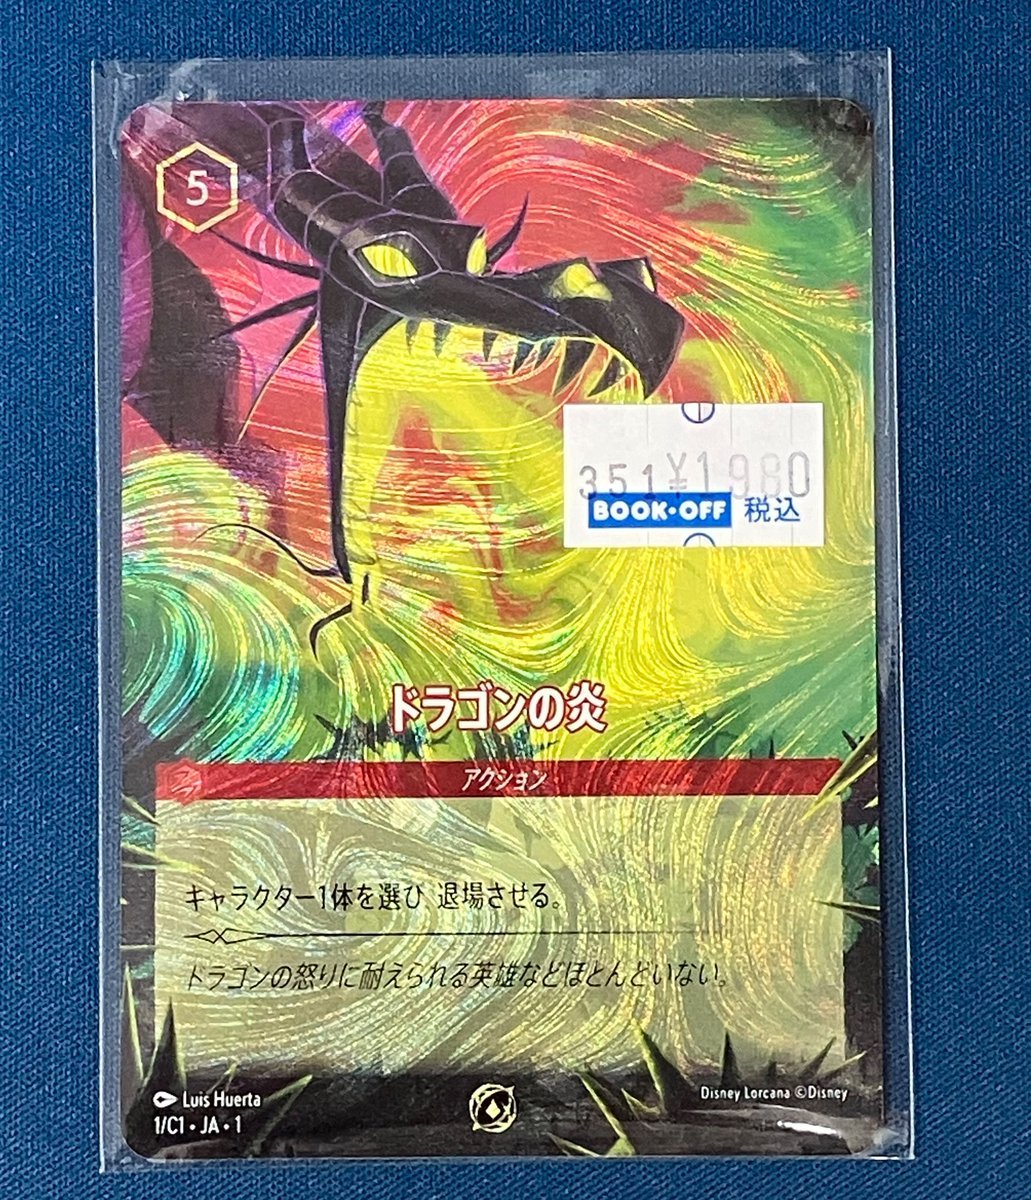 5
351¥1,980
BOOK・OFF 税込
ドラゴンの炎
アクション
キャラクター1体を選び 退場させる。
ドラゴンの怒りに耐えられる英雄などほとんどいない。
Luis Huerta
1/C1・JA・1
Disney Lorcana ©Disney